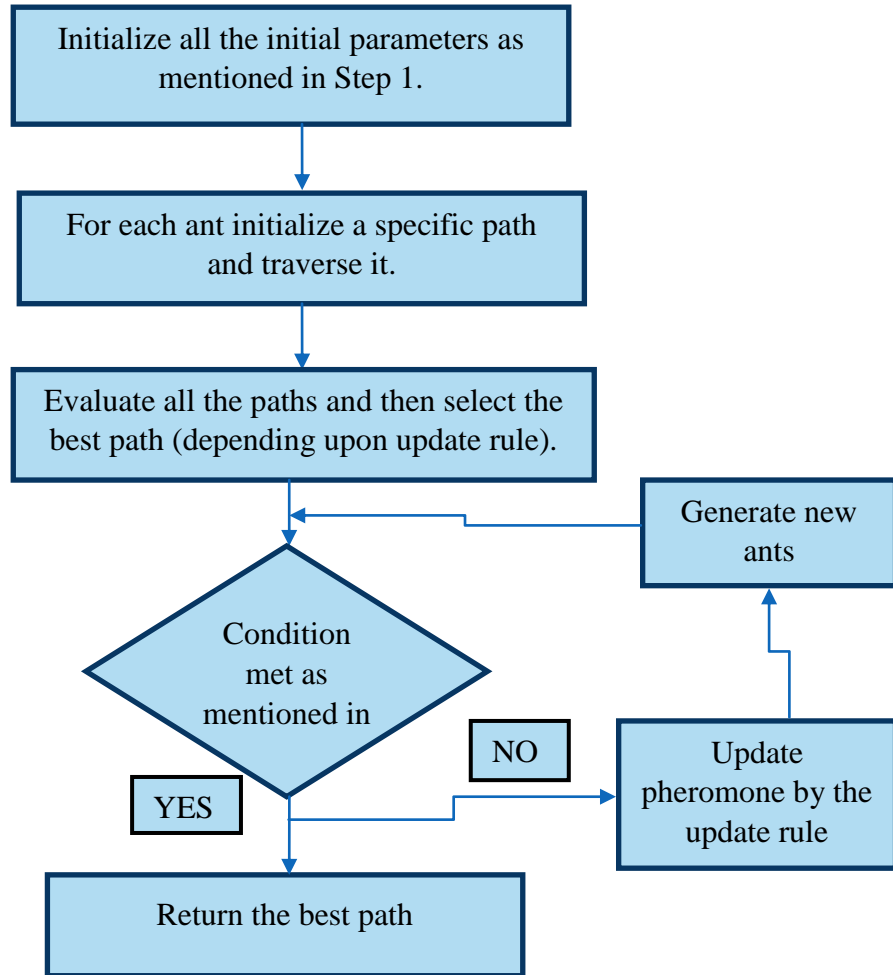 Initialize all the initial parameters as
mentioned in Step 1.
For each ant initialize a specific path
and traverse it.
Evaluate all the paths and then select the
best path (depending upon update rule).
Generate new
ants
Condition
met as
mentioned in
NO
YES
Update
pheromone by the
update rule
Return the best path